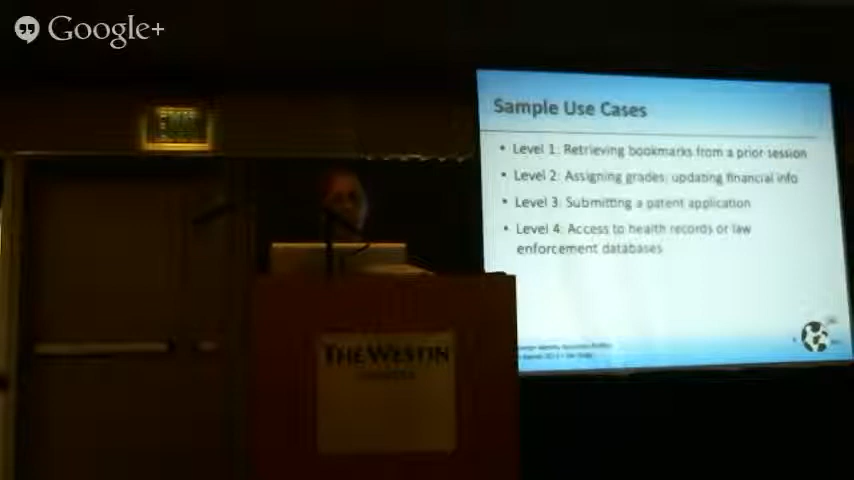 Google+
Sample Use Cases
• Level 1: Retrieving bookmarks from a prior session
• Level 2: Assigning grades; updating financial info
• Level 3: Submitting a patent application
• Level 4: Access to health records or law
enforcement databases
THE WESTIN